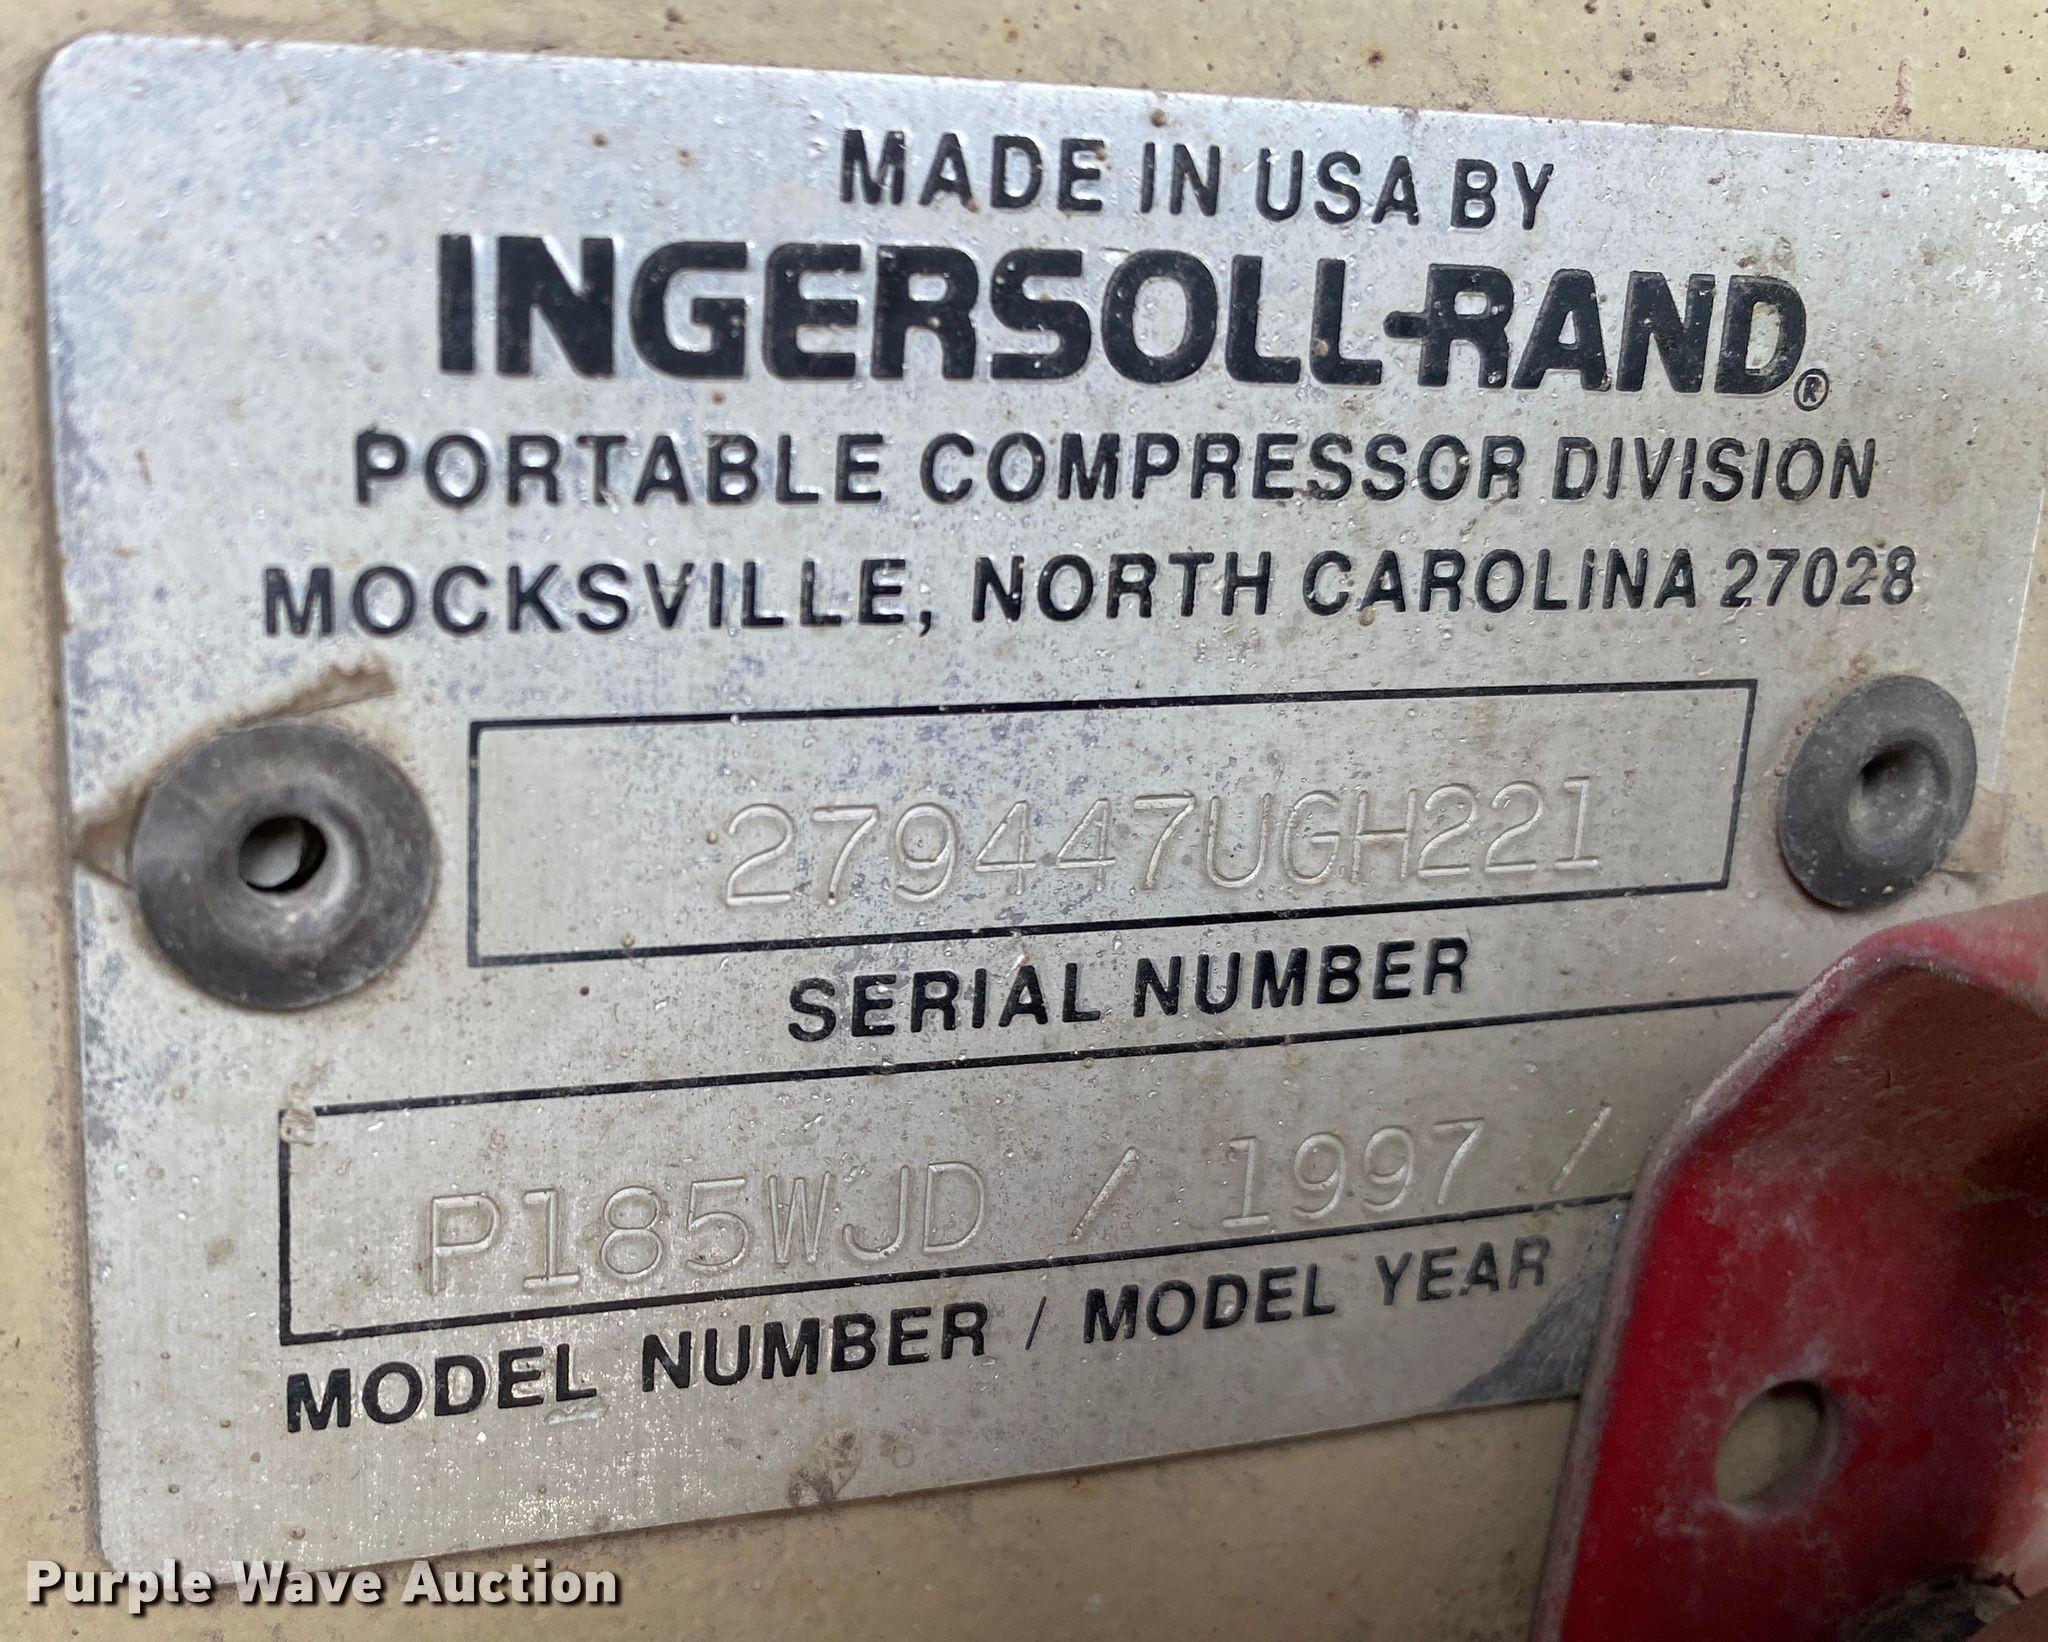 MADE IN USA BY
INGERSOLL-RAND®
PORTABLE COMPRESSOR DIVISION
MOCKSVILLE, NORTH CAROLINA 27028
279447UGH221
SERIAL NUMBER
P185WJD / 1997 /
MODEL NUMBER / MODEL YEAR
Purple Wave Auction